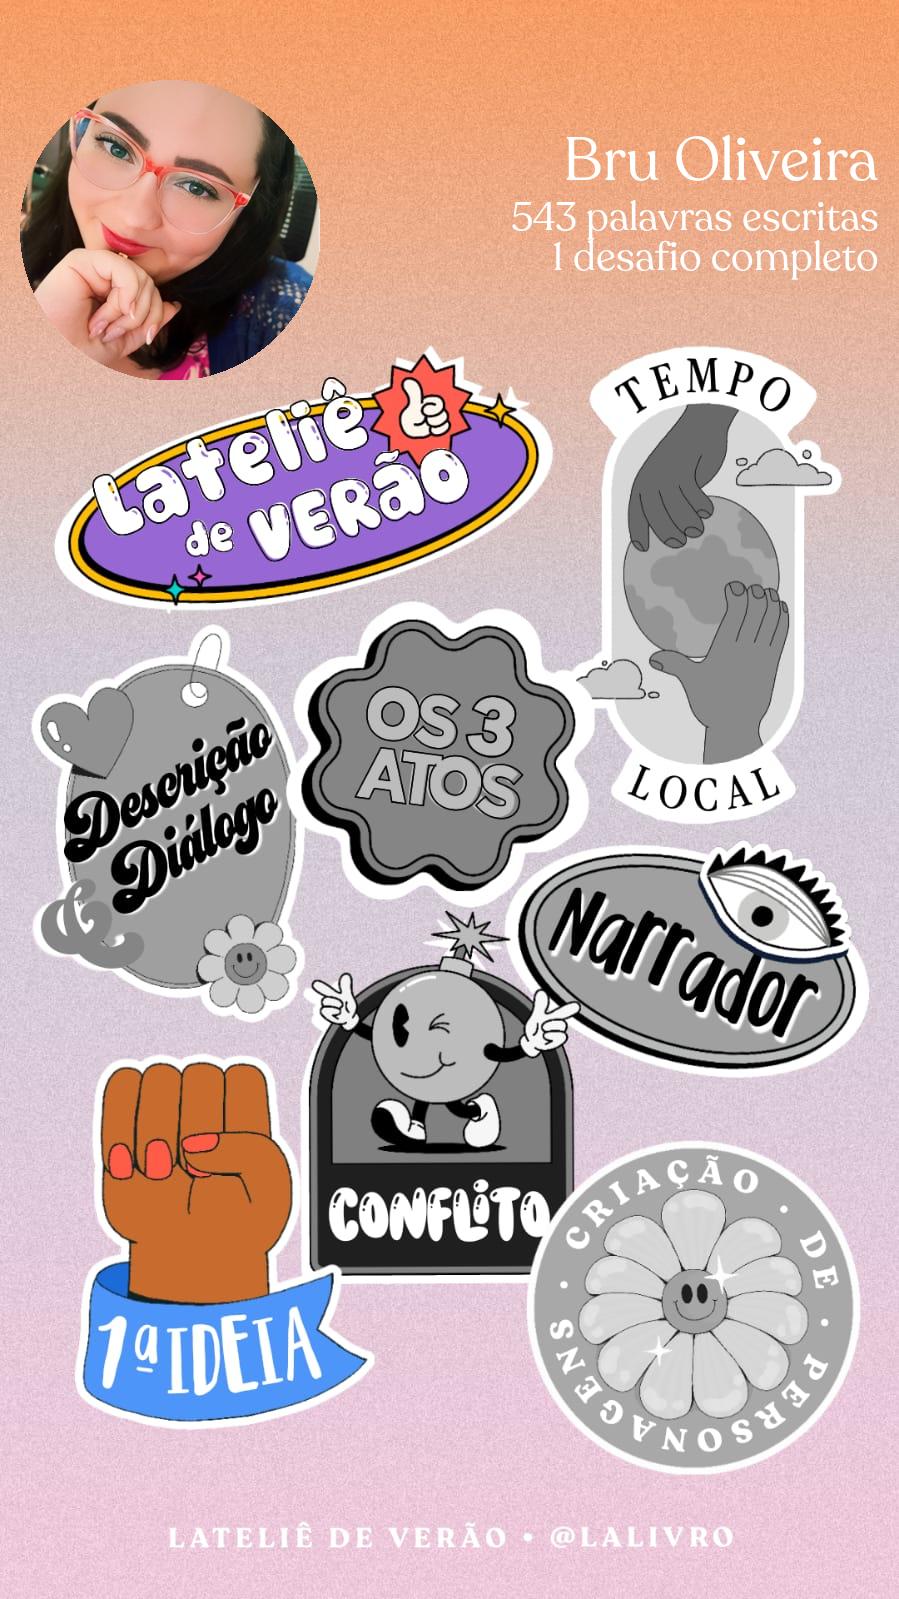 Bru Oliveira
543 palavras escritas
1 desafio completo
Lateliê
de VERÃO
TEMPO
LOCAL
OS 3
ATOS
Descrição
&
Diálogo
Narrador
CONFLITO
1ª IDEIA
CRIAÇÃO · DE · PERSONAGENS ·
LATELIÊ DE VERÃO • @LALIVRO